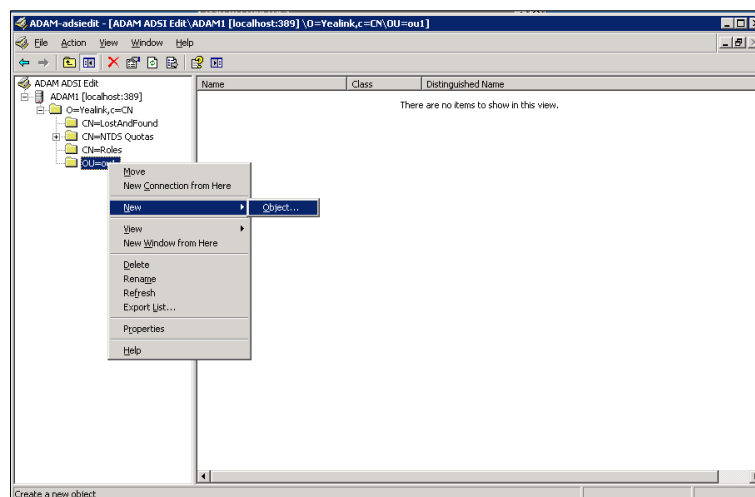 ADAM-adsiedit - [ADAM ADSI Edit\ADAM1 [localhost:389] \O=Yealink,c=CN\OU=ou1]
File Action View Window Help
Name Class Distinguished Name
There are no items to show in this view.
ADAM ADSI Edit
ADAM1 [localhost:389]
O=Yealink,c=CN
CN=LostAndFound
CN=NTDS Quotas
CN=Roles
OU=ou1
Move
New Connection from Here
New
Object...
View
New Window from Here
Delete
Rename
Refresh
Export List...
Properties
Help
Create a new object